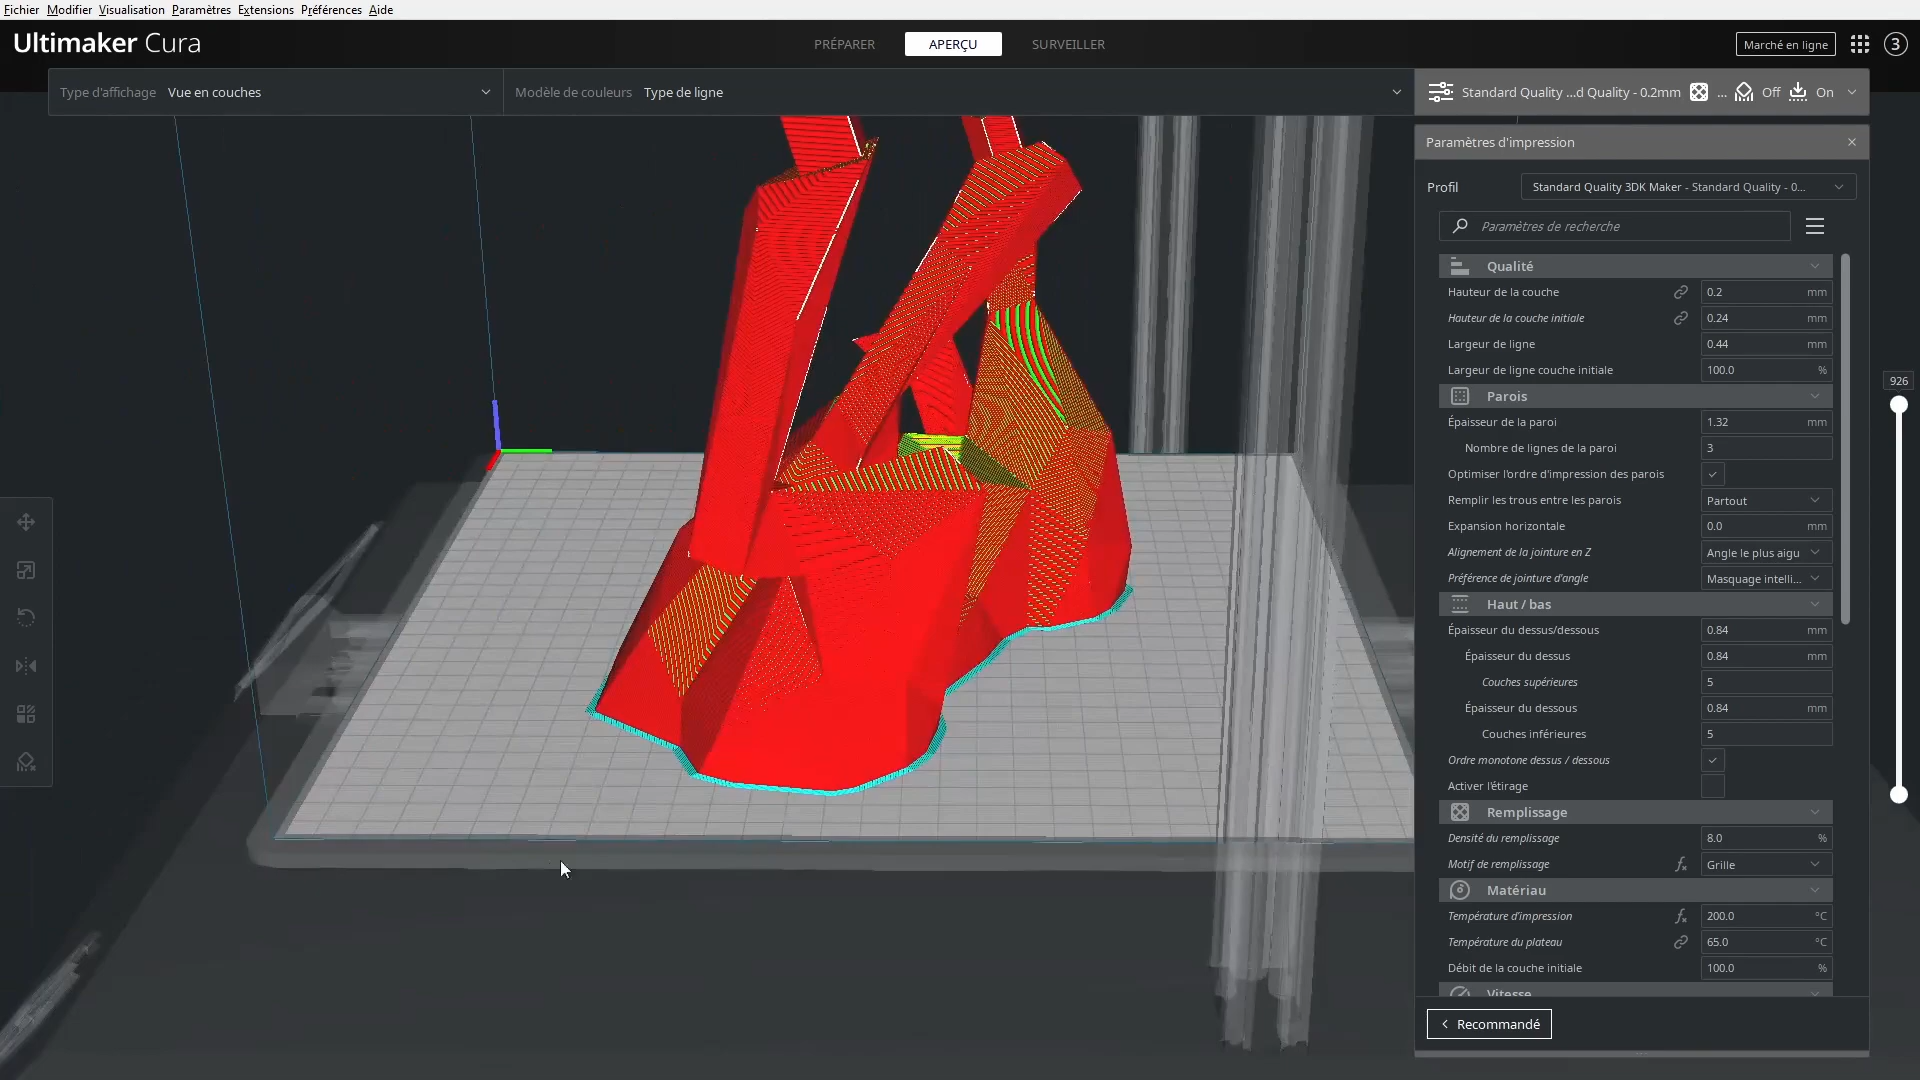 Fichier Modifier Visualisation Paramètres Extensions Préférences Aide
Ultimaker Cura
PRÉPARER APERÇU SURVEILLER
Marché en ligne 3
Type d'affichage Vue en couches
Modèle de couleurs Type de ligne
Standard Quality ...d Quality - 0.2mm ... Off On
Paramètres d'impression
Profil Standard Quality 3DK Maker - Standard Quality - 0...
Paramètres de recherche
Qualité
Hauteur de la couche 0.2 mm
Hauteur de la couche initiale 0.24 mm
Largeur de ligne 0.44 mm
Largeur de ligne couche initiale 100.0 %
926
Parois
Épaisseur de la paroi 1.32 mm
Nombre de lignes de la paroi 3
Optimiser l'ordre d'impression des parois
Remplir les trous entre les parois Partout
Expansion horizontale 0.0 mm
Alignement de la jointure en Z Angle le plus aigu
Préférence de jointure d'angle Masquage intelli...
Haut / bas
Épaisseur du dessus/dessous 0.84 mm
Épaisseur du dessus 0.84 mm
Couches supérieures 5
Épaisseur du dessous 0.84 mm
Couches inférieures 5
Ordre monotone dessus / dessous
Activer l'étirage
Remplissage
Densité du remplissage 8.0 %
Motif de remplissage Grille
Matériau
Température d'impression 200.0 °C
Température du plateau 65.0 °C
Débit de la couche initiale 100.0 %
Vitesse
Recommandé